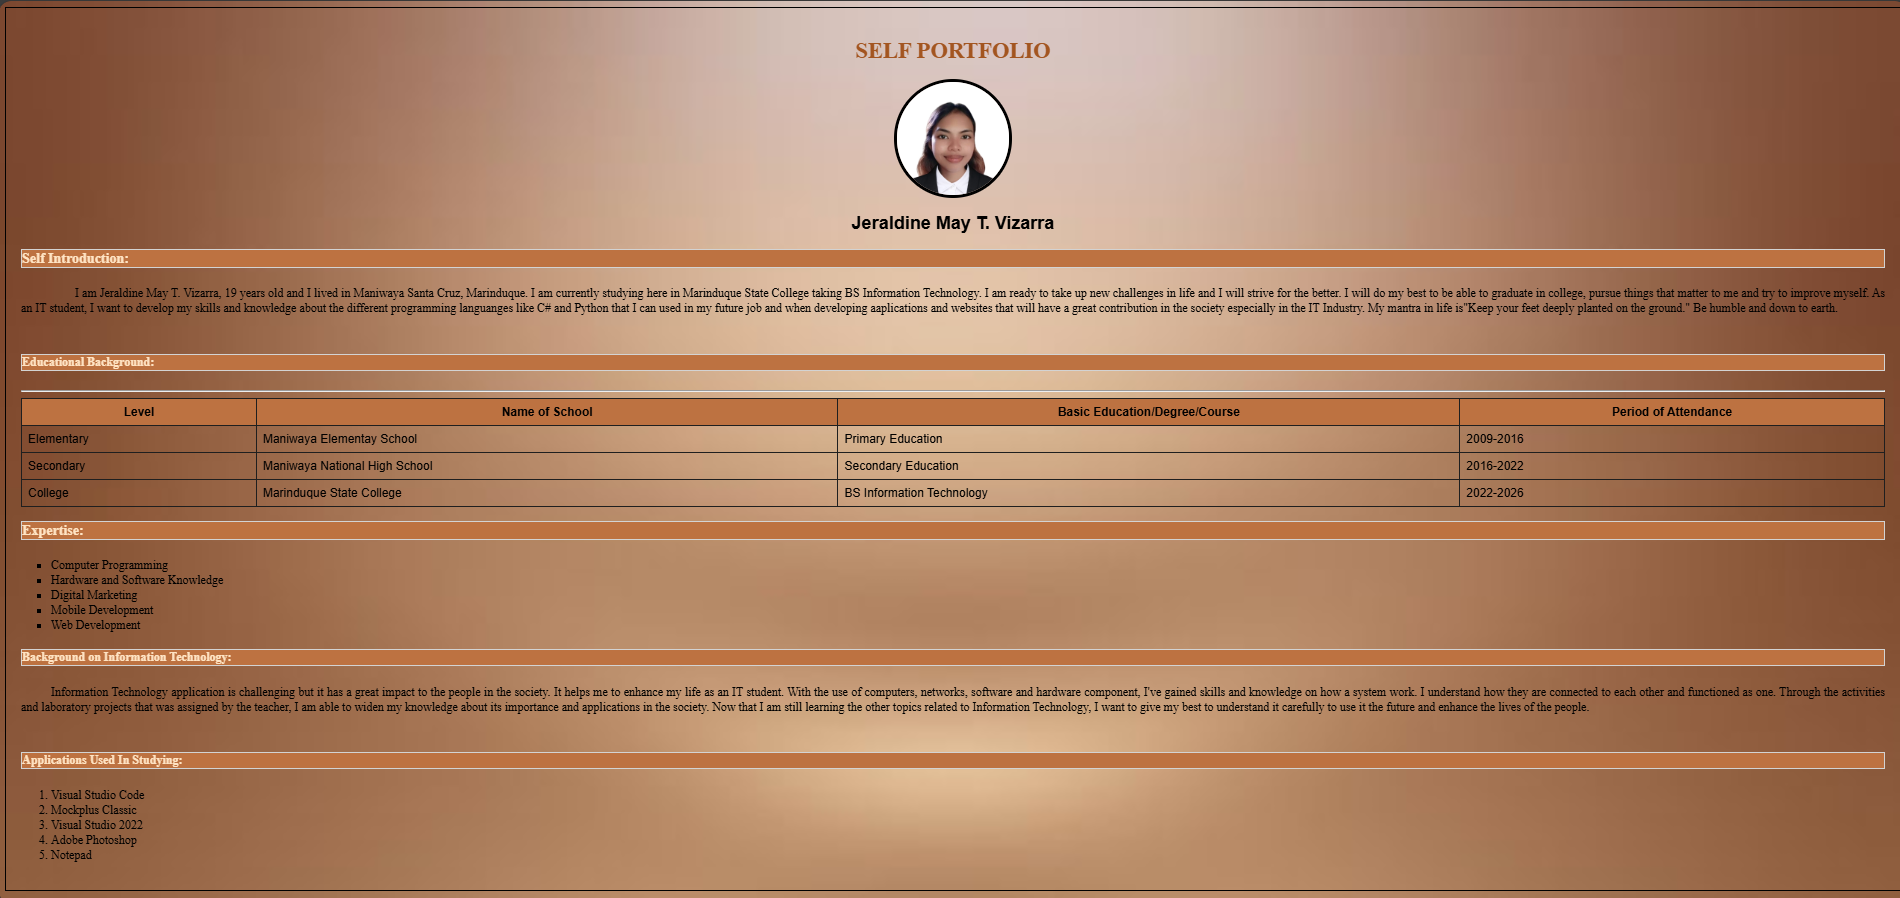 SELF PORTFOLIO
Jeraldine May T. Vizarra
Self Introduction:
I am Jeraldine May T. Vizarra, 19 years old and I lived in Maniwaya Santa Cruz, Marinduque. I am currently studying here in Marinduque State College taking BS Information Technology. I am ready to take up new challenges in life and I will strive for the better. I will do my best to be able to graduate in college, pursue things that matter to me and try to improve myself. As
an IT student, I want to develop my skills and knowledge about the different programming languanges like C# and Python that I can used in my future job and when developing aaplications and websites that will have a great contribution in the society especially in the IT Industry. My mantra in life is"Keep your feet deeply planted on the ground." Be humble and down to earth.
Educational Background:
Level Name of School Basic Education/Degree/Course Period of Attendance
Elementary Maniwaya Elementay School Primary Education 2009-2016
Secondary Maniwaya National High School Secondary Education 2016-2022
College Marinduque State College BS Information Technology 2022-2026
Expertise:
▪ Computer Programming
▪ Hardware and Software Knowledge
▪ Digital Marketing
▪ Mobile Development
▪ Web Development
Background on Information Technology:
Information Technology application is challenging but it has a great impact to the people in the society. It helps me to enhance my life as an IT student. With the use of computers, networks, software and hardware component, I've gained skills and knowledge on how a system work. I understand how they are connected to each other and functioned as one. Through the activities
and laboratory projects that was assigned by the teacher, I am able to widen my knowledge about its importance and applications in the society. Now that I am still learning the other topics related to Information Technology, I want to give my best to understand it carefully to use it the future and enhance the lives of the people.
Applications Used In Studying:
1. Visual Studio Code
2. Mockplus Classic
3. Visual Studio 2022
4. Adobe Photoshop
5. Notepad